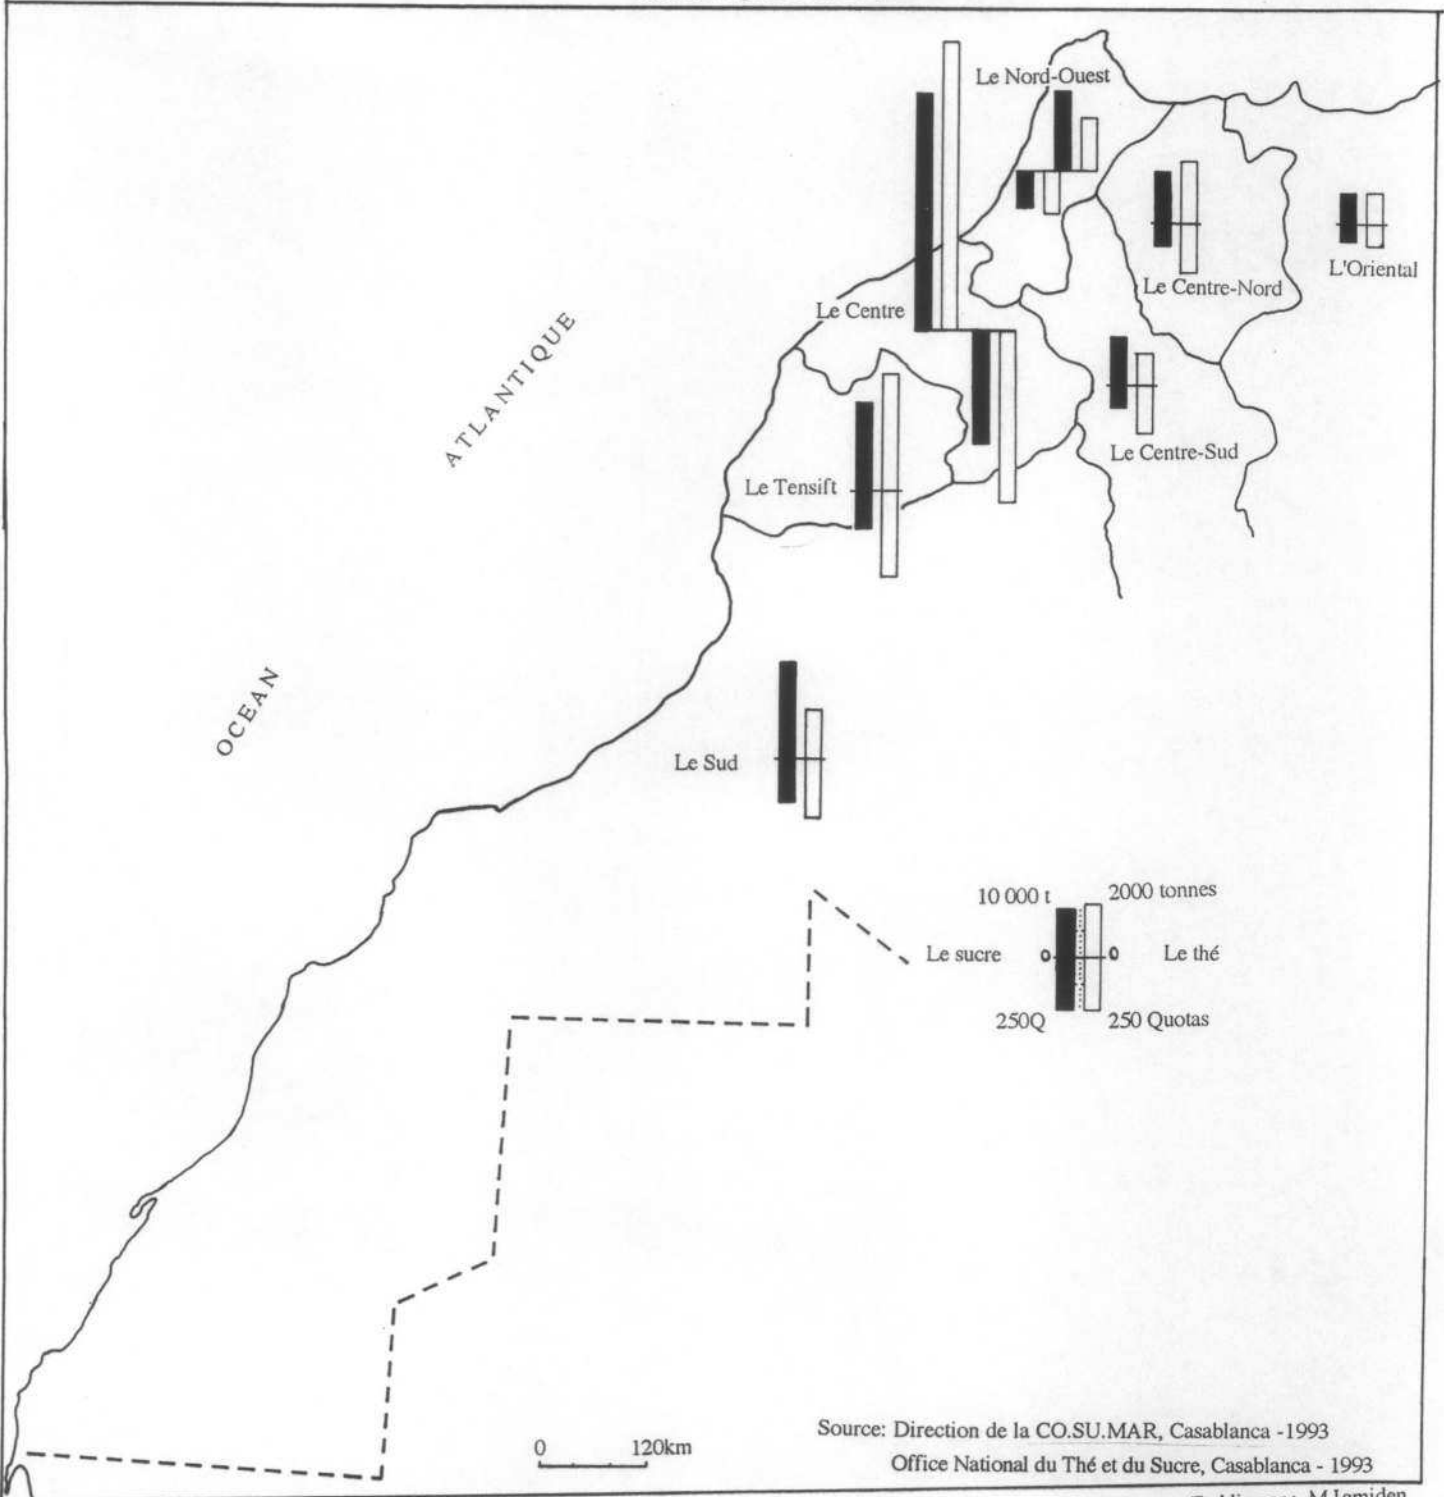 Le Nord-Ouest
Le Centre-Nord
L'Oriental
Le Centre
Le Centre-Sud
Le Tensift
ATLANTIQUE
OCEAN
Le Sud
10 000 t
2000 tonnes
Le sucre
0
0
Le thé
250Q
250 Quotas
0
120km
Source: Direction de la CO.SU.MAR, Casablanca -1993
Office National du Thé et du Sucre, Casablanca - 1993